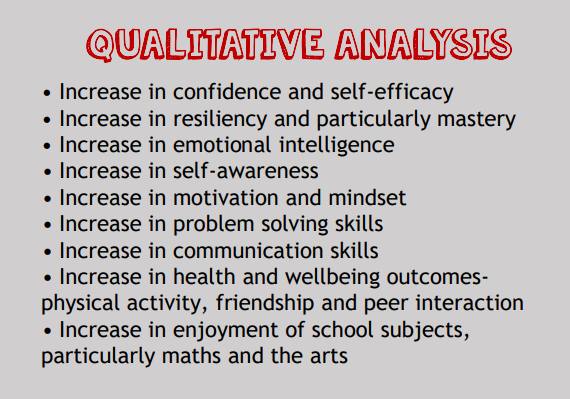 QUALITATIVE ANALYSIS
• Increase in confidence and self-efficacy
• Increase in resiliency and particularly mastery
• Increase in emotional intelligence
• Increase in self-awareness
• Increase in motivation and mindset
• Increase in problem solving skills
• Increase in communication skills
• Increase in health and wellbeing outcomes-
physical activity, friendship and peer interaction
• Increase in enjoyment of school subjects,
particularly maths and the arts